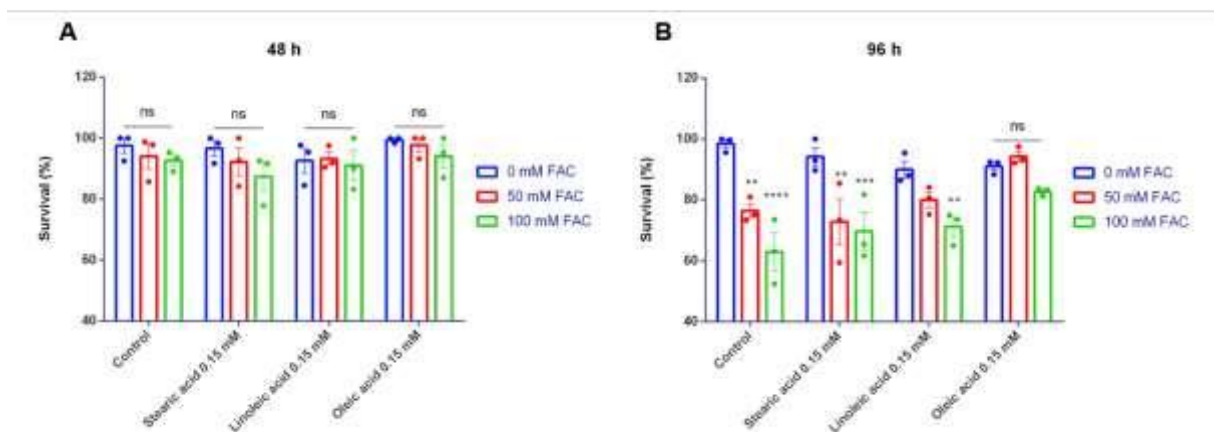 A
48 h
Survival (%)
120
100
80
60
40
ns
ns
ns
ns
Control
Stearic acid 0.15 mM
Linoleic acid 0.15 mM
Oleic acid 0.15 mM
0 mM FAC
50 mM FAC
100 mM FAC
B
96 h
Survival (%)
120
100
80
60
40
**
****
**
***
**
ns
Control
Stearic acid 0.15 mM
Linoleic acid 0.15 mM
Oleic acid 0.15 mM
0 mM FAC
50 mM FAC
100 mM FAC